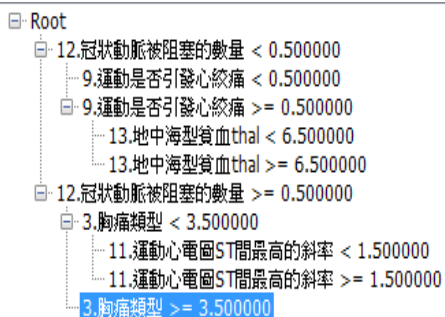 Root
12.冠狀動脈被阻塞的數量 < 0.500000
9.運動是否引發心絞痛 < 0.500000
9.運動是否引發心絞痛 >= 0.500000
13.地中海型貧血thal < 6.500000
13.地中海型貧血thal >= 6.500000
12.冠狀動脈被阻塞的數量 >= 0.500000
3.胸痛類型 < 3.500000
11.運動心電圖ST間最高的斜率 < 1.500000
11.運動心電圖ST間最高的斜率 >= 1.500000
3.胸痛類型 >= 3.500000